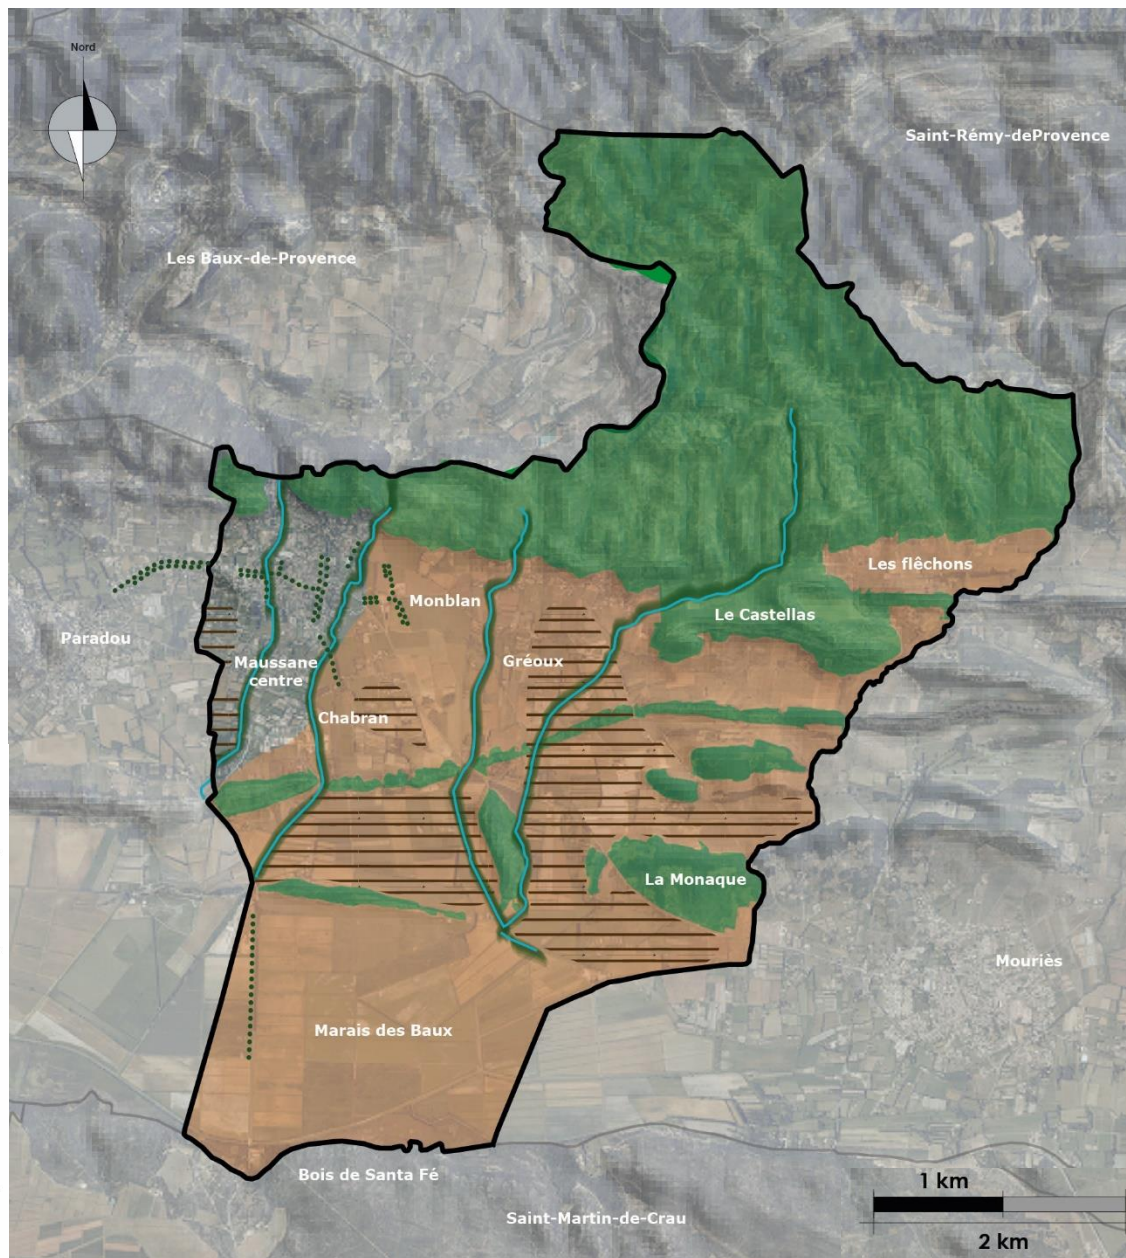 Nord
Saint-Rémy-deProvence
Les Baux-de-Provence
Les flêchons
Monblan
Le Castellas
Paradou
Maussane
centre
Gréoux
Chabran
La Monaque
Mouriès
Marais des Baux
Bois de Santa Fé
1 km
Saint-Martin-de-Crau
2 km